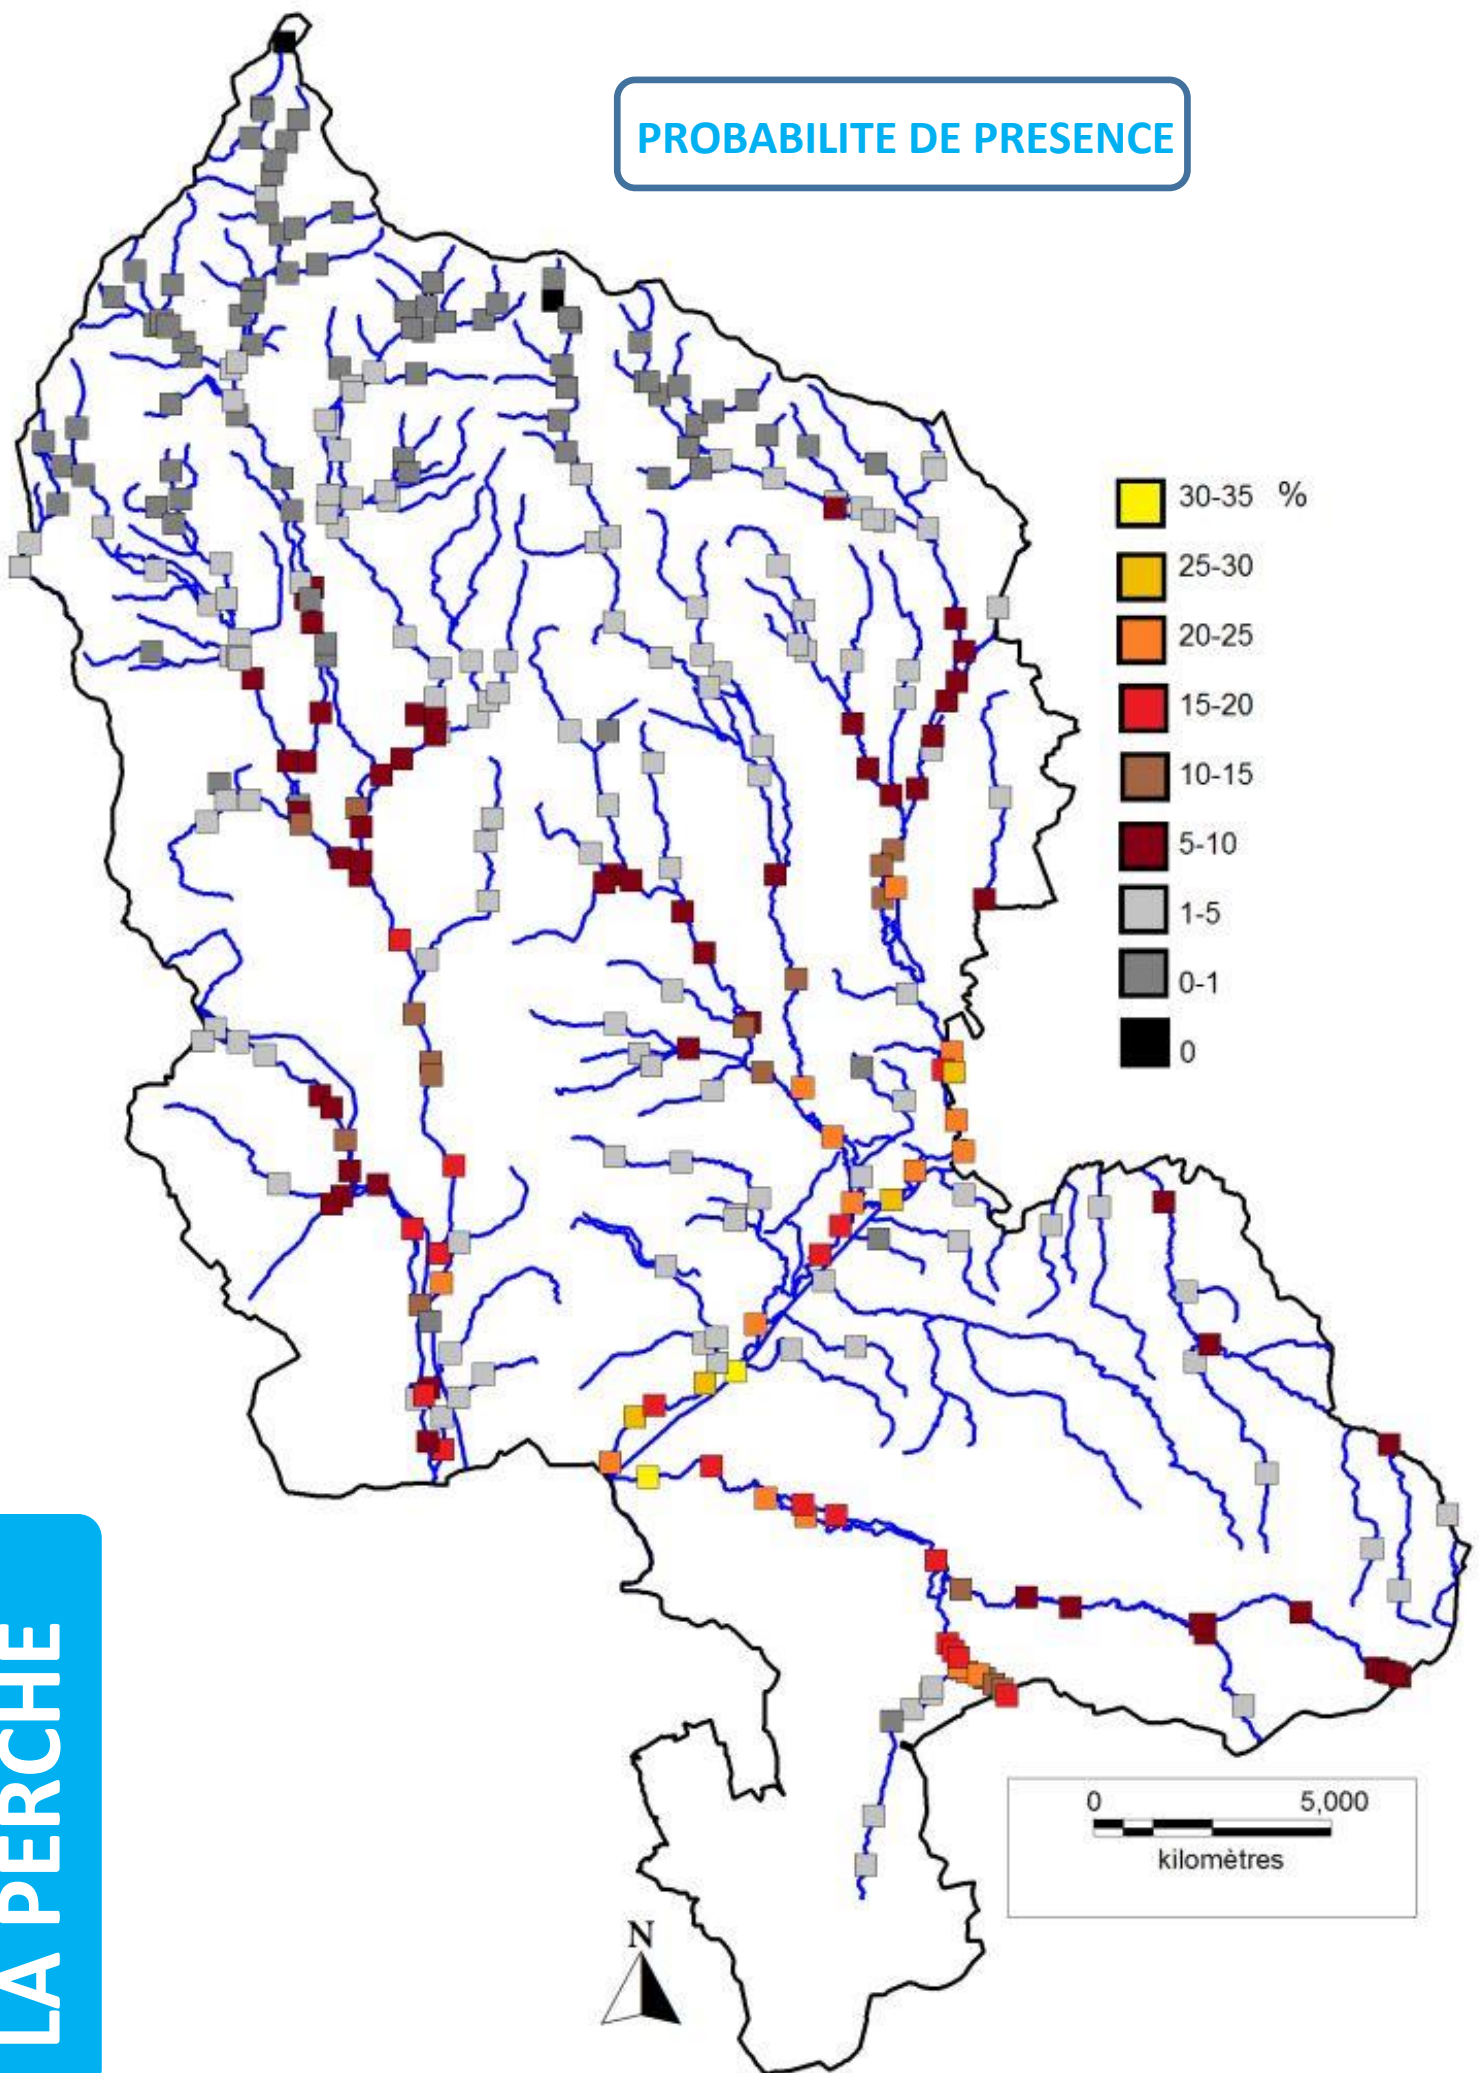 PROBABILITE DE PRESENCE
30-35 %
25-30
20-25
15-20
10-15
5-10
1-5
0-1
0
LA PERCHE
0 5,000
kilomètres
N